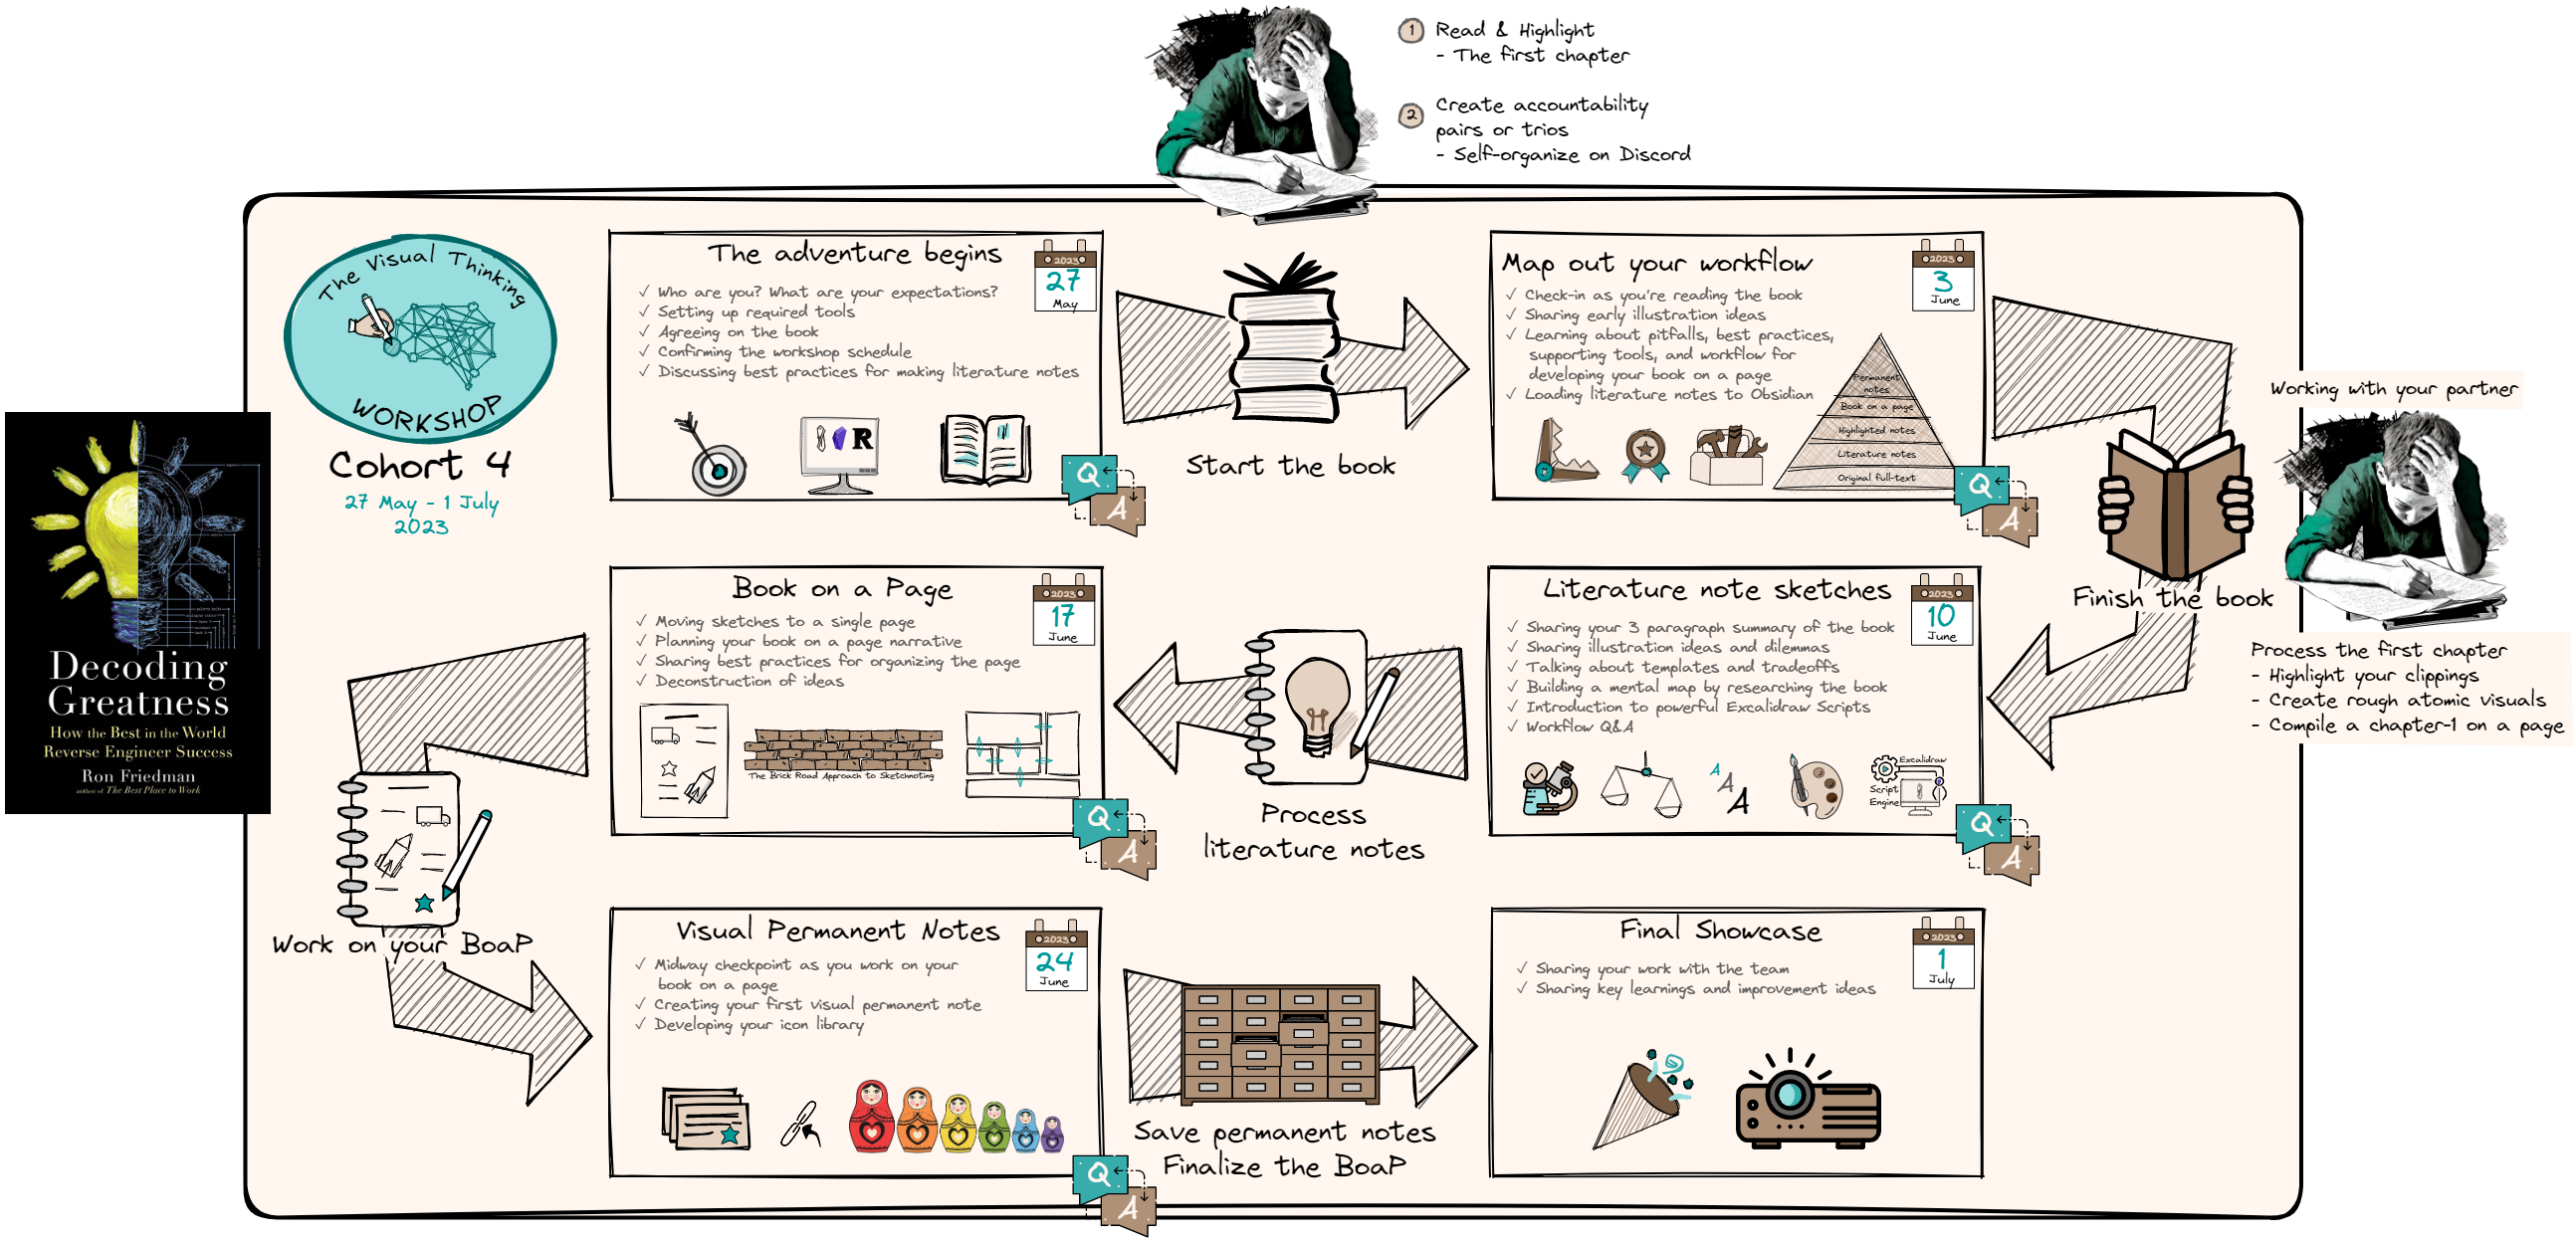 1 Read & Highlight
- The first chapter
2 Create accountability
pairs or trios
- Self-organize on Discord
The Visual Thinking
WORKSHOP
Cohort 4
27 May - 1 July
2023
Decoding
Greatness
How the Best in the World
Reverse Engineer Success
Ron Friedman
author of The Best Place to Work
The adventure begins
2023
27
May
✓ Who are you? What are your expectations?
✓ Setting up required tools
✓ Agreeing on the book
✓ Confirming the workshop schedule
✓ Discussing best practices for making literature notes
R
Q
A
Start the book
Map out your workflow
2023
3
June
✓ Check-in as you're reading the book
✓ Sharing early illustration ideas
✓ Learning about pitfalls, best practices,
supporting tools, and workflow for
developing your book on a page
✓ Loading literature notes to Obsidian
Permanent
notes
Book on a page
Highlighted notes
Literature notes
Original full-text
Q
A
Working with your partner
Finish the book
Process the first chapter
- Highlight your clippings
- Create rough atomic visuals
- Compile a chapter-1 on a page
Literature note sketches
2023
10
June
✓ Sharing your 3 paragraph summary of the book
✓ Sharing illustration ideas and dilemmas
✓ Talking about templates and tradeoffs
✓ Building a mental map by researching the book
✓ Introduction to powerful Excalidraw Scripts
✓ Workflow Q&A
A
A
A
Excalidraw
Script
Engine
Q
A
Process
literature notes
Book on a Page
2023
17
June
✓ Moving sketches to a single page
✓ Planning your book on a page narrative
✓ Sharing best practices for organizing the page
✓ Deconstruction of ideas
The Brick Road Approach to Sketchnoting
Q
A
Work on your BoaP
Visual Permanent Notes
2023
24
June
✓ Midway checkpoint as you work on your
book on a page
✓ Creating your first visual permanent note
✓ Developing your icon library
Q
A
Save permanent notes
Finalize the BoaP
Final Showcase
2023
1
July
✓ Sharing your work with the team
✓ Sharing key learnings and improvement ideas